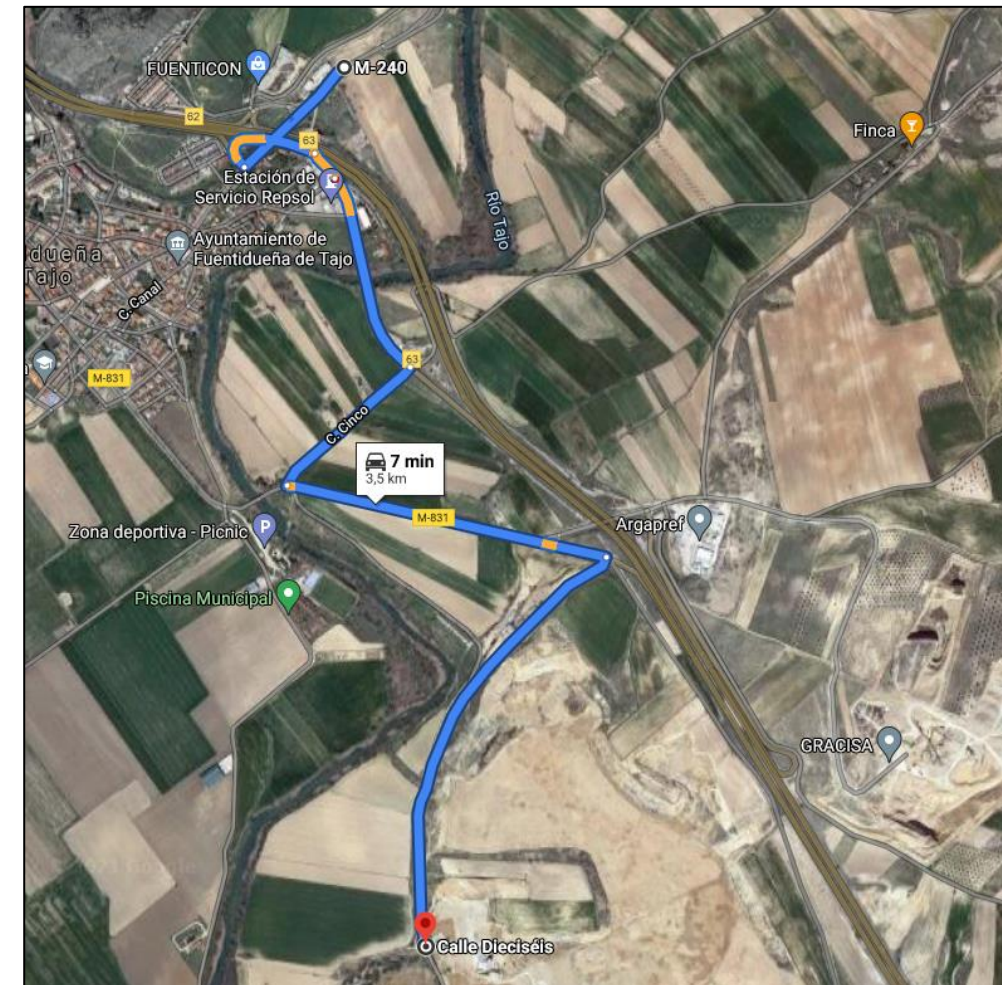 M-240
FUENTICON
62
63
Finca
Estación de
Servicio Repsol
Río Tajo
Ayuntamiento de
Fuentidueña de Tajo
dueña
Tajo
C. Canal
63
M-831
C. Cinco
7 min
3,5 km
M-831
Argapref
Zona deportiva - Picnic
P
Piscina Municipal
GRACISA
Calle Dieciséis